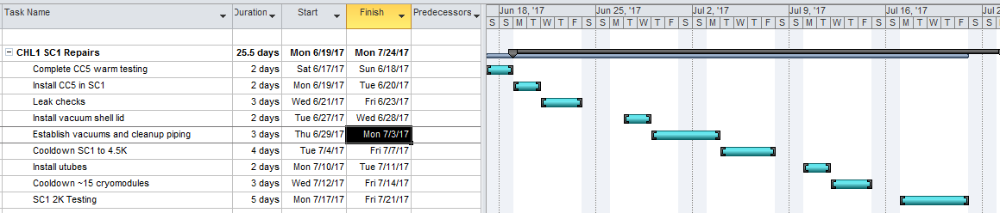 Task Name Duration Start Finish Predecessors Jun 18, '17 Jun 25, '17 Jul 2, '17 Jul 9, '17 Jul 16, '17 Jul 2
S S M T W T F S S M T W T F S S M T W T F S S M T W T F S S M T W T F S S
CHL1 SC1 Repairs 25.5 days Mon 6/19/17 Mon 7/24/17
Complete CC5 warm testing 2 days Sat 6/17/17 Sun 6/18/17
Install CC5 in SC1 2 days Mon 6/19/17 Tue 6/20/17
Leak checks 3 days Wed 6/21/17 Fri 6/23/17
Install vacuum shell lid 2 days Tue 6/27/17 Wed 6/28/17
Establish vacuums and cleanup piping 3 days Thu 6/29/17 Mon 7/3/17
Cooldown SC1 to 4.5K 4 days Tue 7/4/17 Fri 7/7/17
Install utubes 2 days Mon 7/10/17 Tue 7/11/17
Cooldown ~15 cryomodules 3 days Wed 7/12/17 Fri 7/14/17
SC1 2K Testing 5 days Mon 7/17/17 Fri 7/21/17